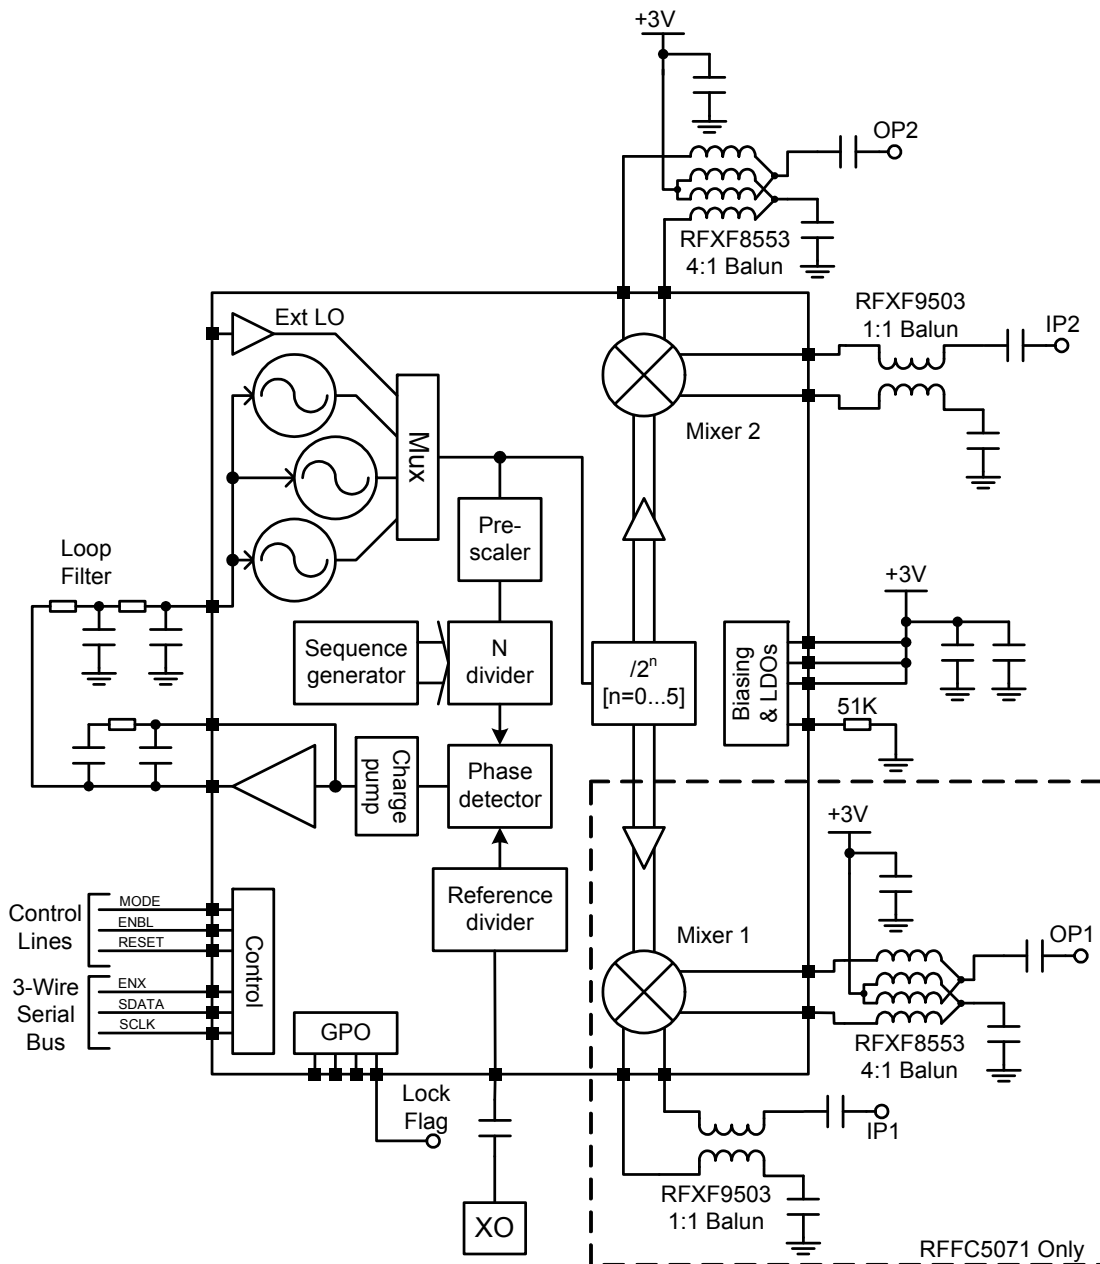 +3V
OP2
RFXF8553
4:1 Balun
RFXF9503
1:1 Balun
IP2
Ext LO
Mux
Mixer 2
Pre-
scaler
Loop
Filter
+3V
Sequence
generator
N
divider
/2ⁿ
[n=0...5]
Biasing
& LDOs
51K
Charge
pump
Phase
detector
+3V
Reference
divider
Mixer 1
OP1
Control
Lines
MODE
ENBL
RESET
Control
3-Wire
Serial
Bus
ENX
SDATA
SCLK
GPO
RFXF8553
4:1 Balun
Lock
Flag
IP1
RFXF9503
1:1 Balun
XO
RFFC5071 Only